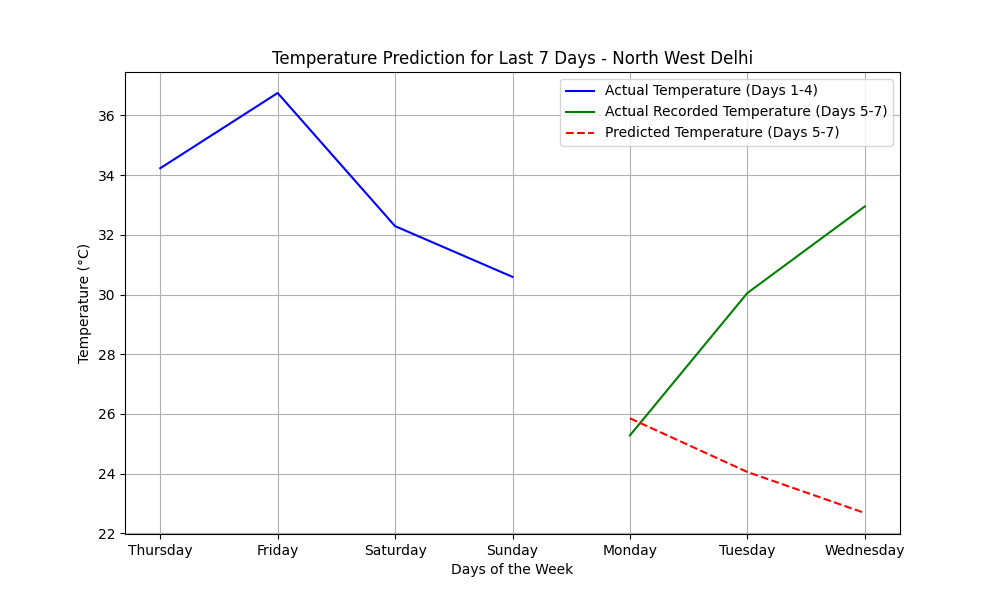 Temperature Prediction for Last 7 Days - North West Delhi
Actual Temperature (Days 1-4)
Actual Recorded Temperature (Days 5-7)
Predicted Temperature (Days 5-7)
Temperature (°C)
36
34
32
30
28
26
24
22
Thursday Friday Saturday Sunday Monday Tuesday Wednesday
Days of the Week